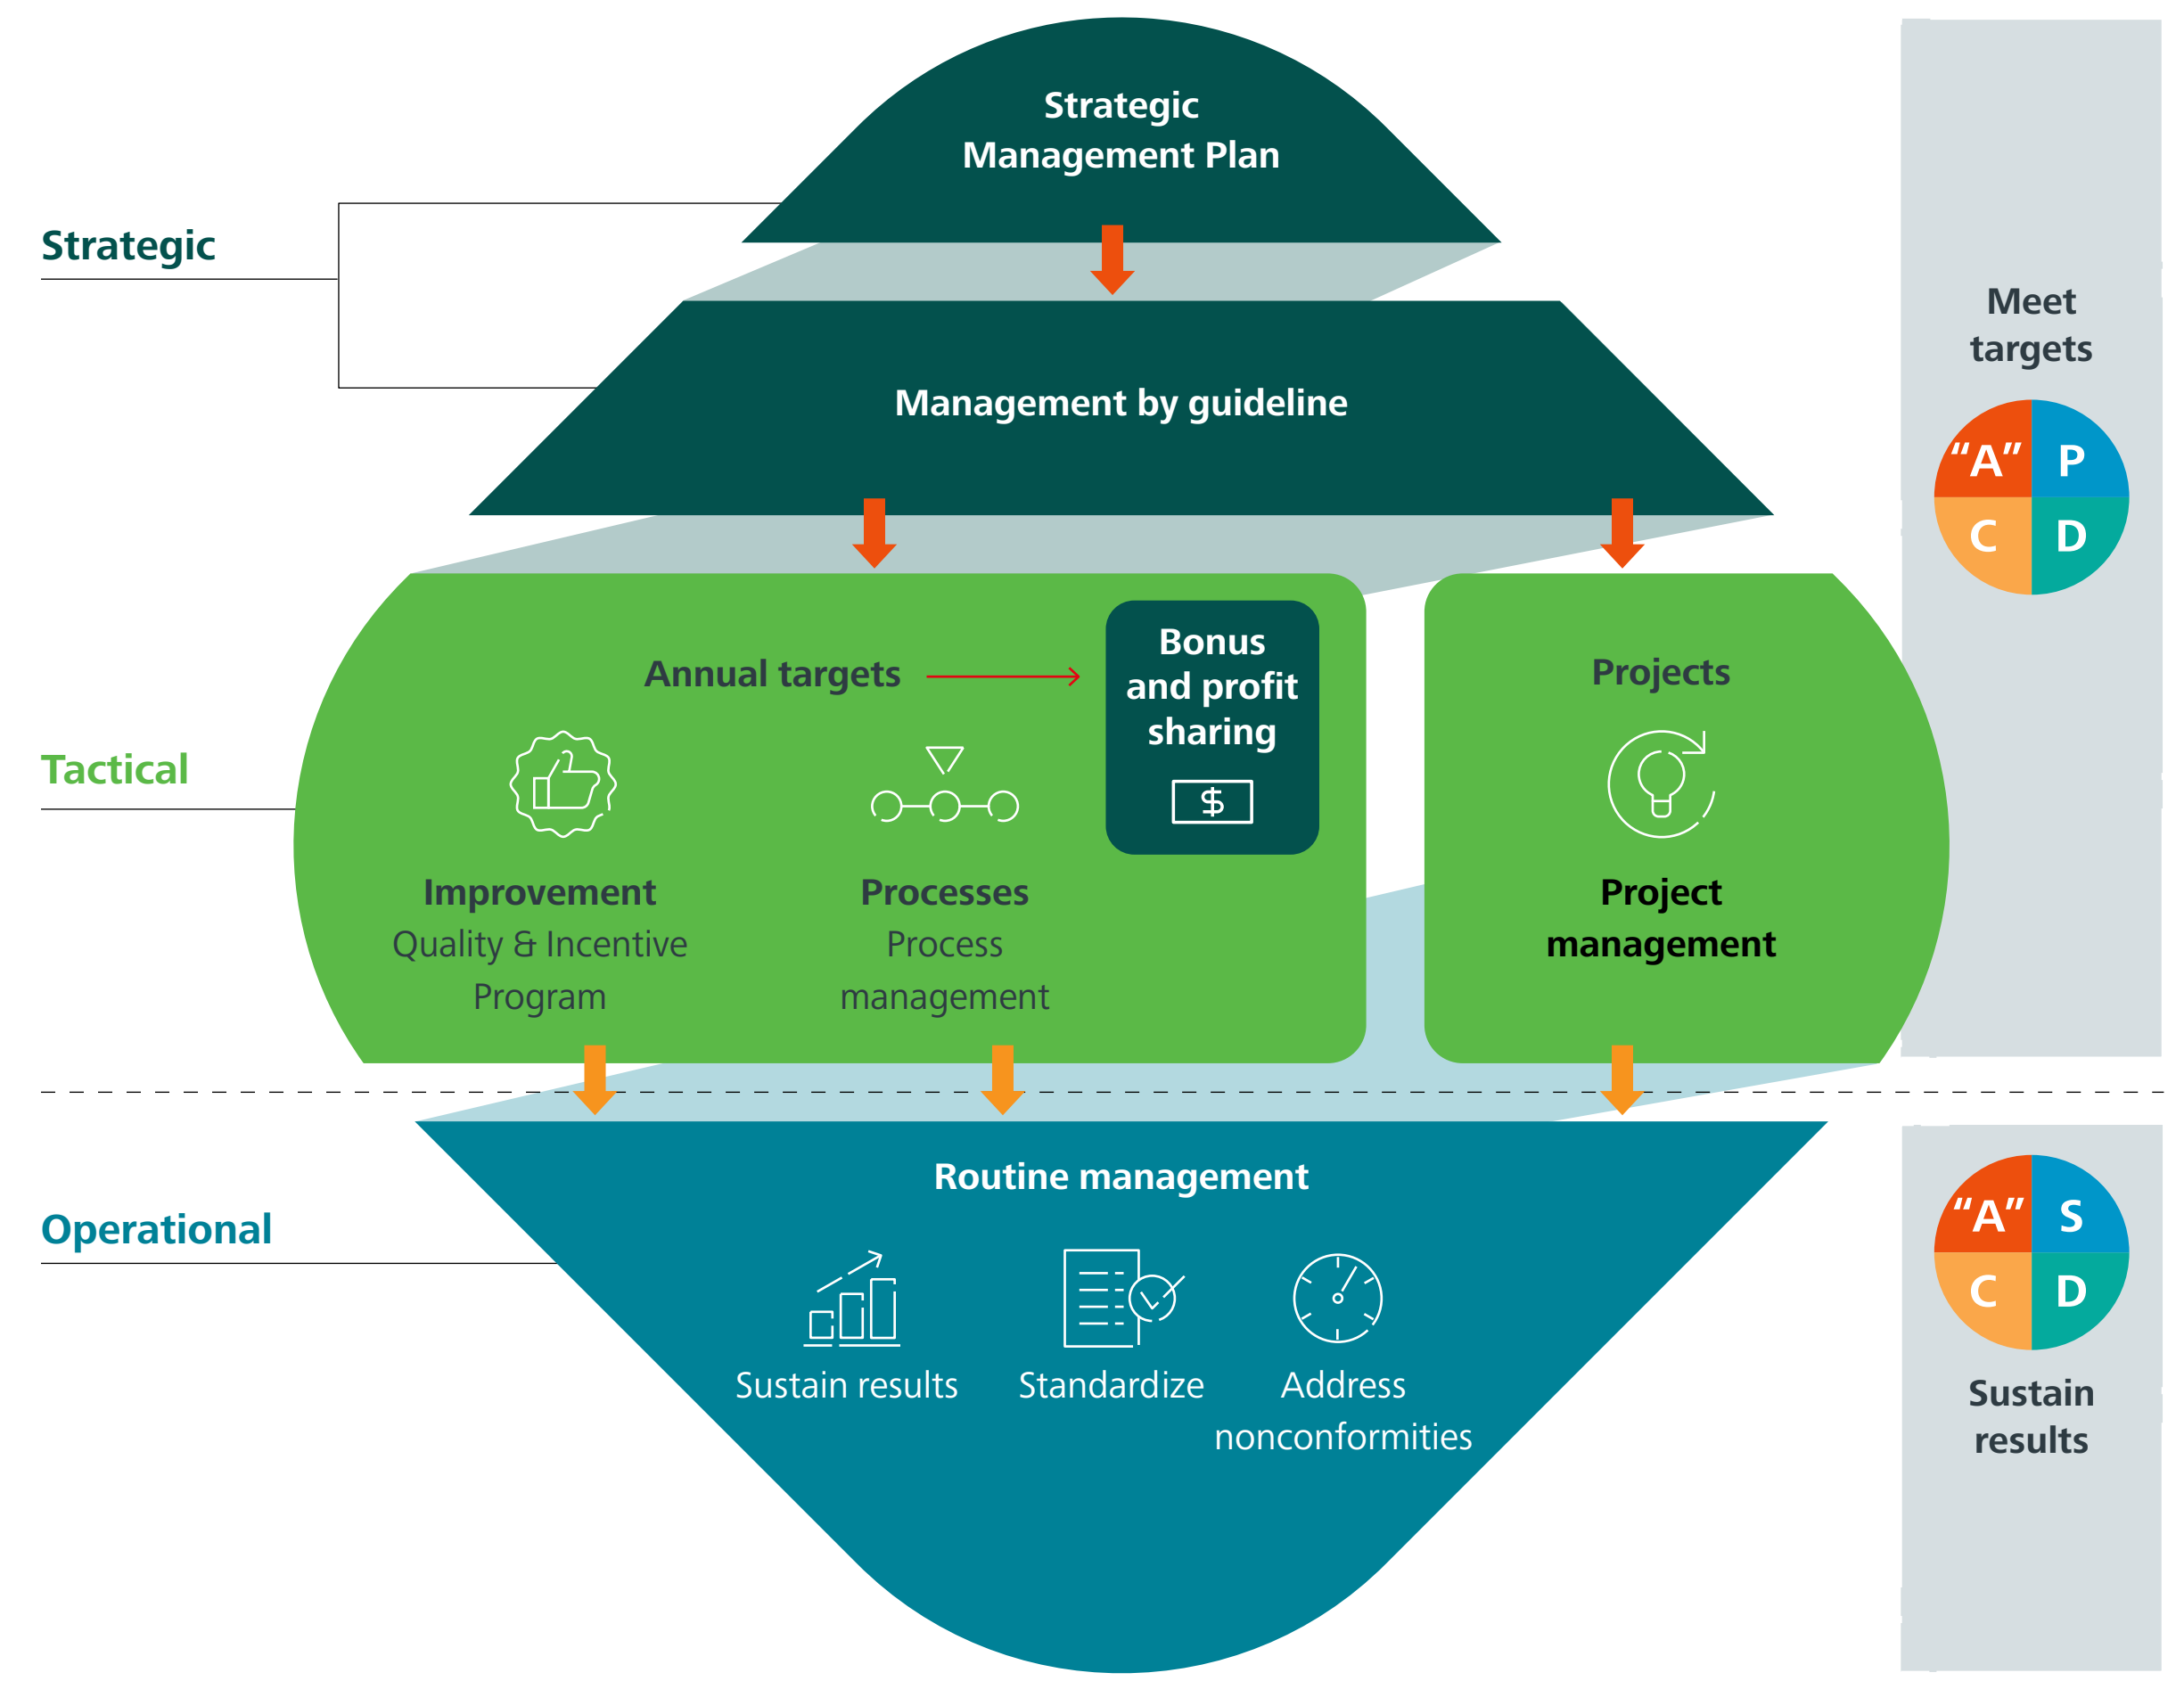 Strategic
Management Plan
Strategic
Management by guideline
Meet
targets
“A”
P
C
D
Tactical
Annual targets
Bonus
and profit
sharing
$
Projects
Improvement
Quality & Incentive
Program
Processes
Process
management
Project
management
Operational
Routine management
Sustain results
Standardize
Address
nonconformities
“A”
S
C
D
Sustain
results